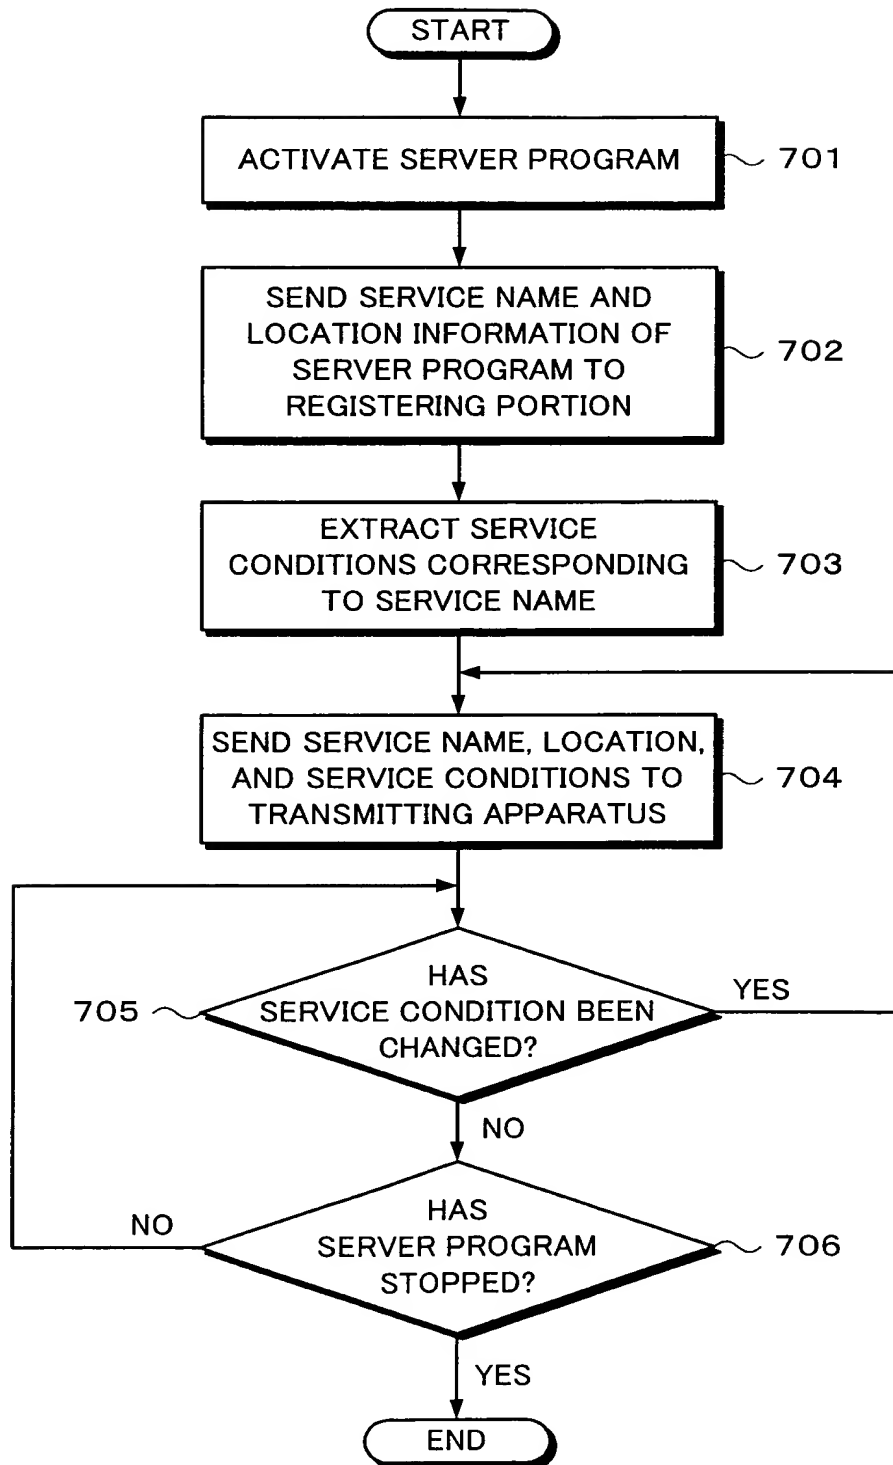 START
ACTIVATE SERVER PROGRAM
701
SEND SERVICE NAME AND
LOCATION INFORMATION OF
SERVER PROGRAM TO
REGISTERING PORTION
702
EXTRACT SERVICE
CONDITIONS CORRESPONDING
TO SERVICE NAME
703
SEND SERVICE NAME, LOCATION,
AND SERVICE CONDITIONS TO
TRANSMITTING APPARATUS
704
HAS
SERVICE CONDITION BEEN
CHANGED?
705
YES
NO
HAS
SERVER PROGRAM
STOPPED?
706
NO
YES
END